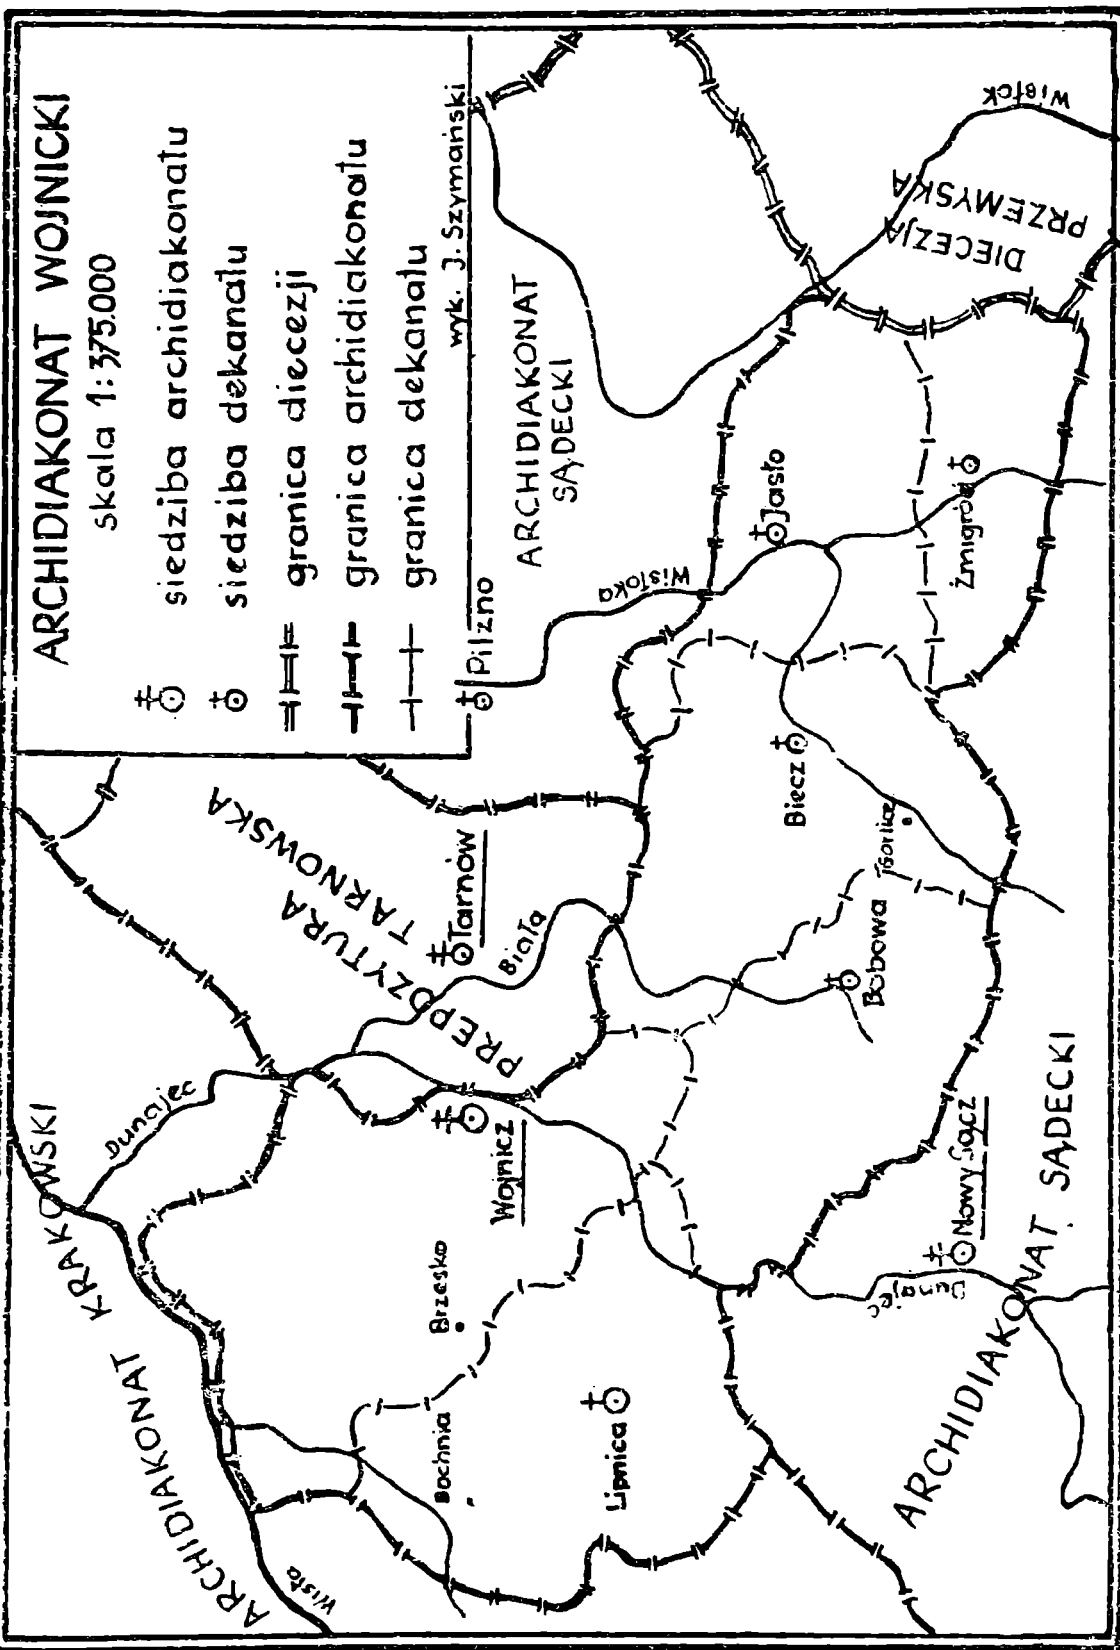 ARCHIDIAKONAT WOJNICKI
skala 1:375.000
siedziba archidiakonatu
siedziba dekanatu
granica diecezji
granica archidiakonatu
granica dekanatu
wyk. J. Szymański
ARCHIDIAKONAT KRAKOWSKI
Wisła
Dunajec
PREPOZYTURA
TARNOWSKA
Tarnów
Biała
Pilzno
ARCHIDIAKONAT
SĄDECKI
Wisłoka
Wisłok
DIECEZJA
PRZEMYSKA
Bochnia
Brzesko
Wojnicz
Lipnica
Biecz
Jasło
Gorlice
Bobowa
Żmigród
Dunajec
Nowy Sącz
ARCHIDIAKONAT SĄDECKI